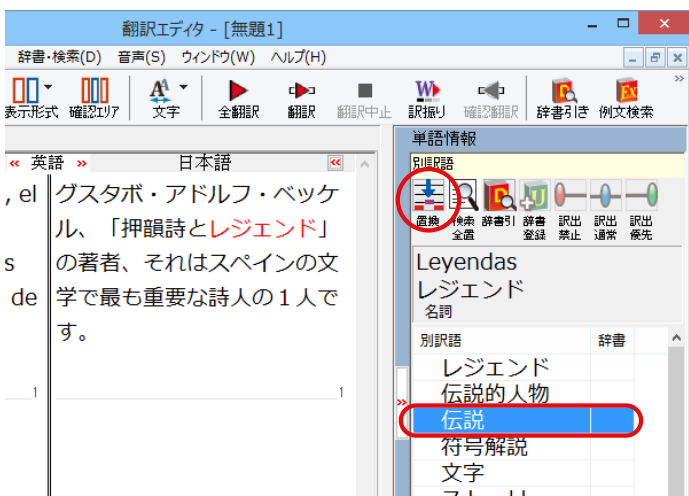 翻訳エディタ - [無題1]
辞書・検索(D) 音声(S) ウィンドウ(W) ヘルプ(H)
表示形式 確認エリア 文字 全翻訳 翻訳 翻訳中止 訳振り 確認翻訳 辞書引き 例文検索
単語情報
« 英語 » 日本語 «
別訳語
置換 検索全置 辞書引 辞書登録 訳出禁止 訳出通常 訳出優先
, el
s
de
グスタボ・アドルフ・ベッケ
ル、「押韻詩とレジェンド」
の著者、それはスペインの文
学で最も重要な詩人の1人で
す。
1
1
Leyendas
レジェンド
名詞
別訳語 辞書
レジェンド
伝説的人物
伝説
符号解説
文字